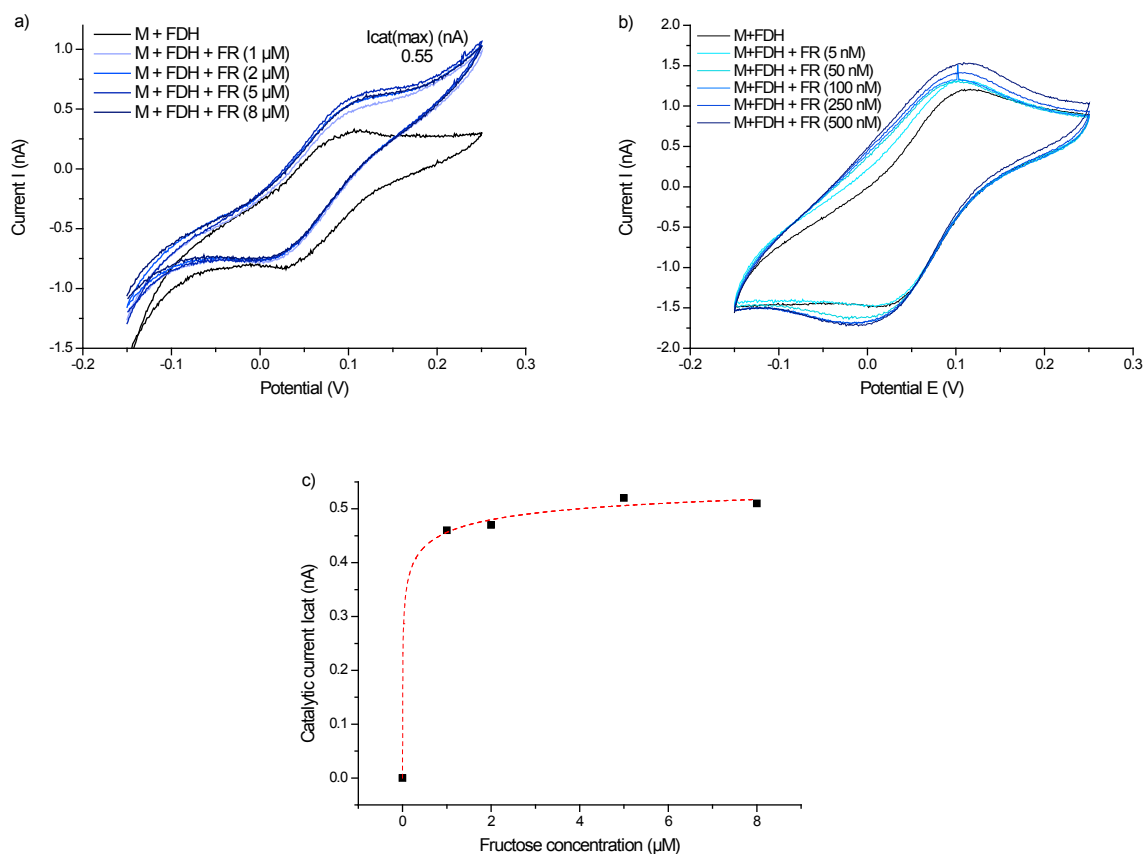 a)
M + FDH
M + FDH + FR (1 µM)
M + FDH + FR (2 µM)
M + FDH + FR (5 µM)
M + FDH + FR (8 µM)
Icat(max) (nA)
0.55
1.0
0.5
0.0
-0.5
-1.0
-1.5
Current I (nA)
-0.2 -0.1 0.0 0.1 0.2 0.3
Potential (V)
b)
M+FDH
M+FDH + FR (5 nM)
M+FDH + FR (50 nM)
M+FDH + FR (100 nM)
M+FDH + FR (250 nM)
M+FDH + FR (500 nM)
2.0
1.5
1.0
0.5
0.0
-0.5
-1.0
-1.5
-2.0
Current I (nA)
-0.2 -0.1 0.0 0.1 0.2 0.3
Potential E (V)
c)
0.5
0.4
0.3
0.2
0.1
0.0
Catalytic current Icat (nA)
0 2 4 6 8
Fructose concentration (µM)